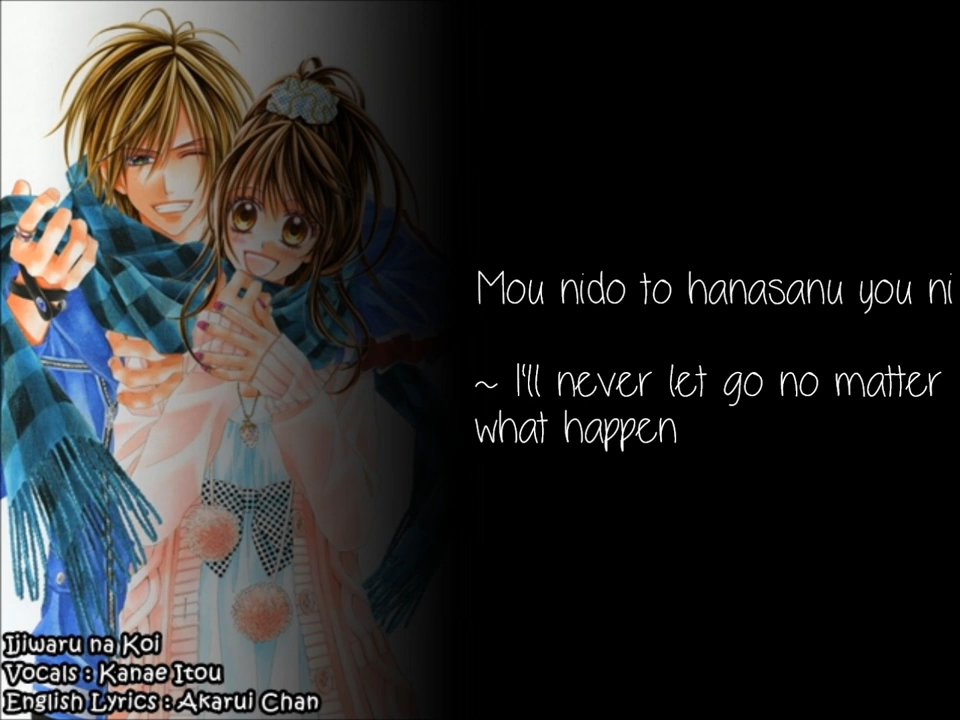 Mou nido to hanasanu you ni
~ I'll never let go no matter
what happen
Ijiwaru na Koi
Vocals : Kanae Itou
English Lyrics : Akarui Chan